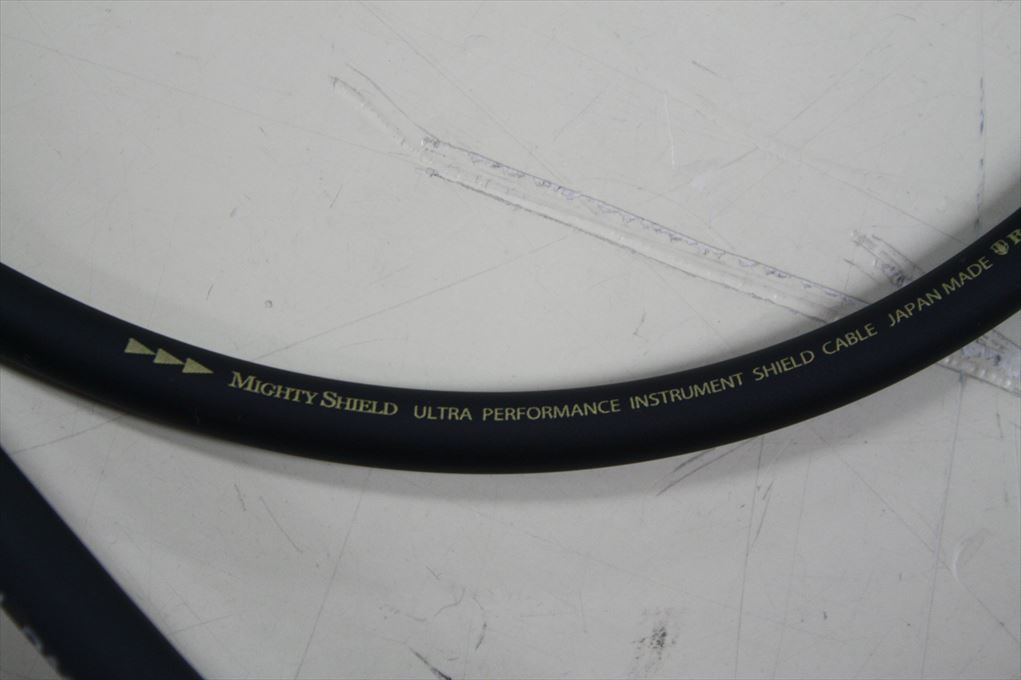 MIGHTY SHIELD ULTRA PERFORMANCE INSTRUMENT SHIELD CABLE JAPAN MADE